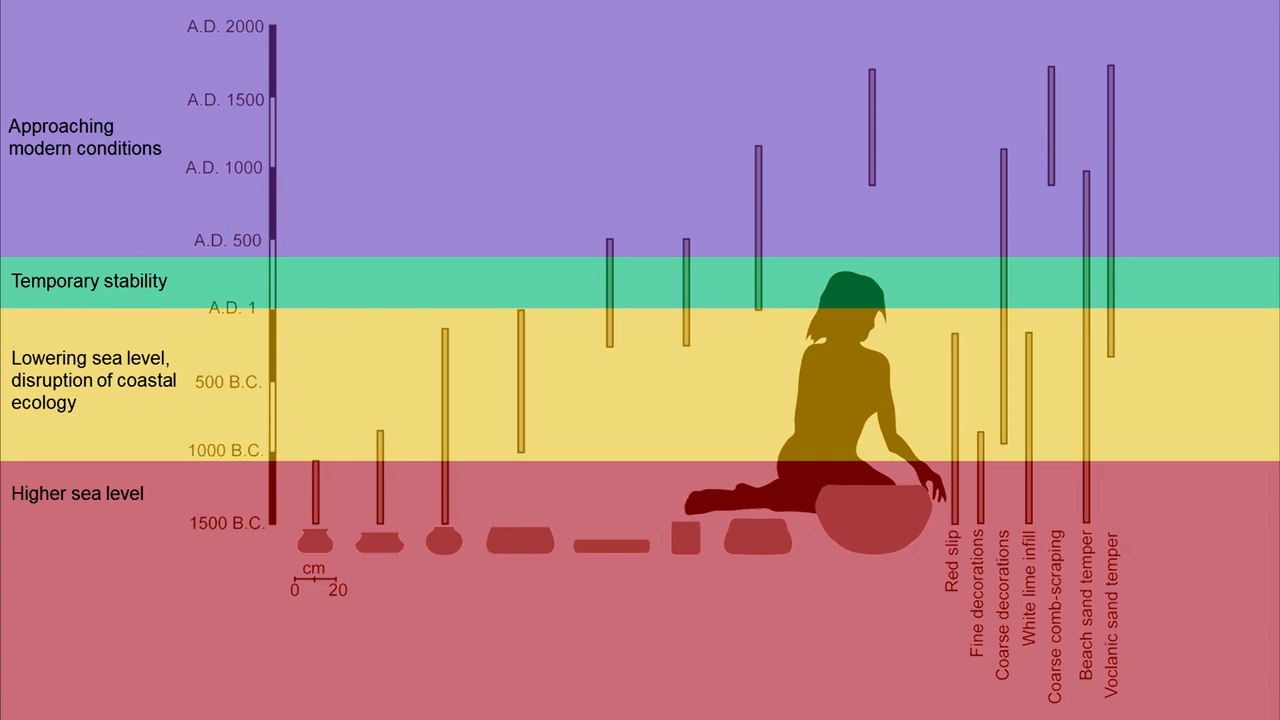 A.D. 2000
A.D. 1500
Approaching
modern conditions
A.D. 1000
A.D. 500
Temporary stability
A.D. 1
Lowering sea level,
disruption of coastal
ecology
500 B.C.
1000 B.C.
Higher sea level
1500 B.C.
cm
0 20
Red slip
Fine decorations
Coarse decorations
White lime infill
Coarse comb-scraping
Beach sand temper
Voclanic sand temper